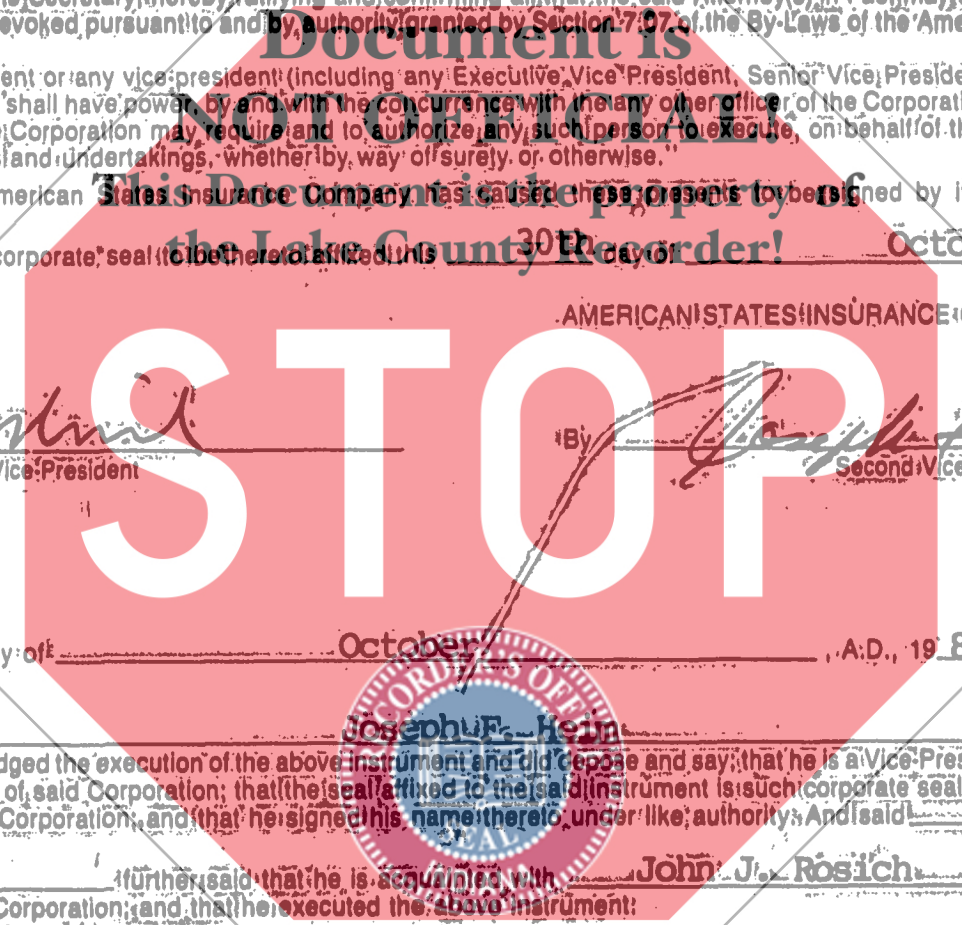 evoked pursuant to and by authority granted by Section 7.07 of the By-Laws of the Ame
Document is
ent or any vice-president (including any Executive Vice President, Senior Vice Preside
shall have power, by and with the concurrence with the any other officer of the Corporati
NOT OFFICIAL!
Corporation may require and to authorize any such person to execute, on behalf of th
and undertakings, whether by way of surety or otherwise."
This Document is the property of
merican States Insurance Company has caused these presents to be signed by i
the Lake County Recorder!
corporate seal to be thereto affixed this 30th day of Octo
AMERICAN STATES INSURANCE
STOP
By
Vice-President
Second Vice
y of October, A.D., 19 8
RECORDER'S OFF
Joseph F. Heim
dged the execution of the above instrument and did depose and say; that he is a Vice-Pres
of said Corporation; that the seal affixed to the said instrument is such corporate seal
Corporation, and that he signed his name thereto under like authority. And said
SEAL
INDIANA
further said that he is acquainted with John J. Rosich
Corporation; and that he executed the above instrument: